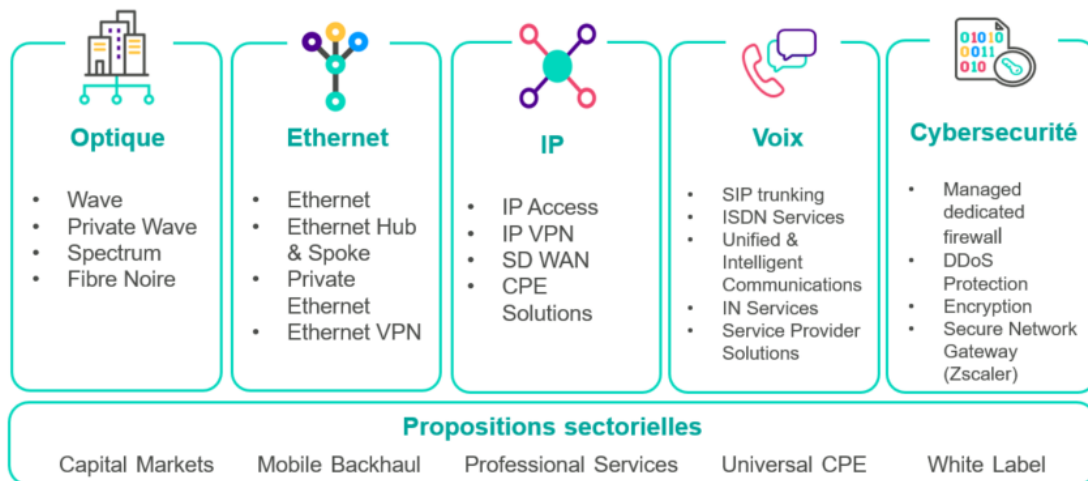 01010
0011
010
Optique
• Wave
• Private Wave
• Spectrum
• Fibre Noire
Ethernet
• Ethernet
• Ethernet Hub
& Spoke
• Private
Ethernet
• Ethernet VPN
IP
• IP Access
• IP VPN
• SD WAN
• CPE
Solutions
Voix
• SIP trunking
• ISDN Services
• Unified &
Intelligent
Communications
• IN Services
• Service Provider
Solutions
Cybersecurité
• Managed
dedicated
firewall
• DDoS
Protection
• Encryption
• Secure Network
Gateway
(Zscaler)
Propositions sectorielles
Capital Markets Mobile Backhaul Professional Services Universal CPE White Label